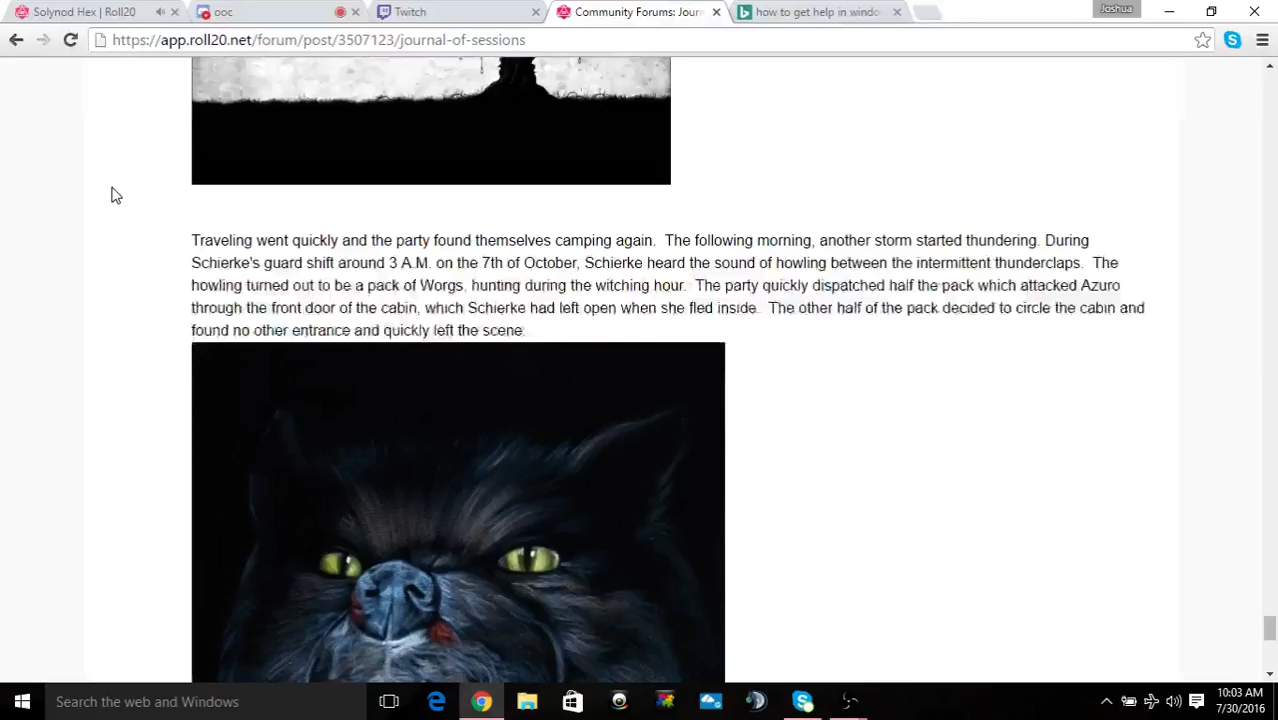 Solynod Hex | Roll20
ooc
Twitch
Community Forums: Journ
how to get help in windo
Joshua
https://app.roll20.net/forum/post/3507123/journal-of-sessions
Traveling went quickly and the party found themselves camping again. The following morning, another storm started thundering. During
Schierke's guard shift around 3 A.M. on the 7th of October, Schierke heard the sound of howling between the intermittent thunderclaps. The
howling turned out to be a pack of Worgs, hunting during the witching hour. The party quickly dispatched half the pack which attacked Azuro
through the front door of the cabin, which Schierke had left open when she fled inside. The other half of the pack decided to circle the cabin and
found no other entrance and quickly left the scene.
Search the web and Windows
10:03 AM
7/30/2016